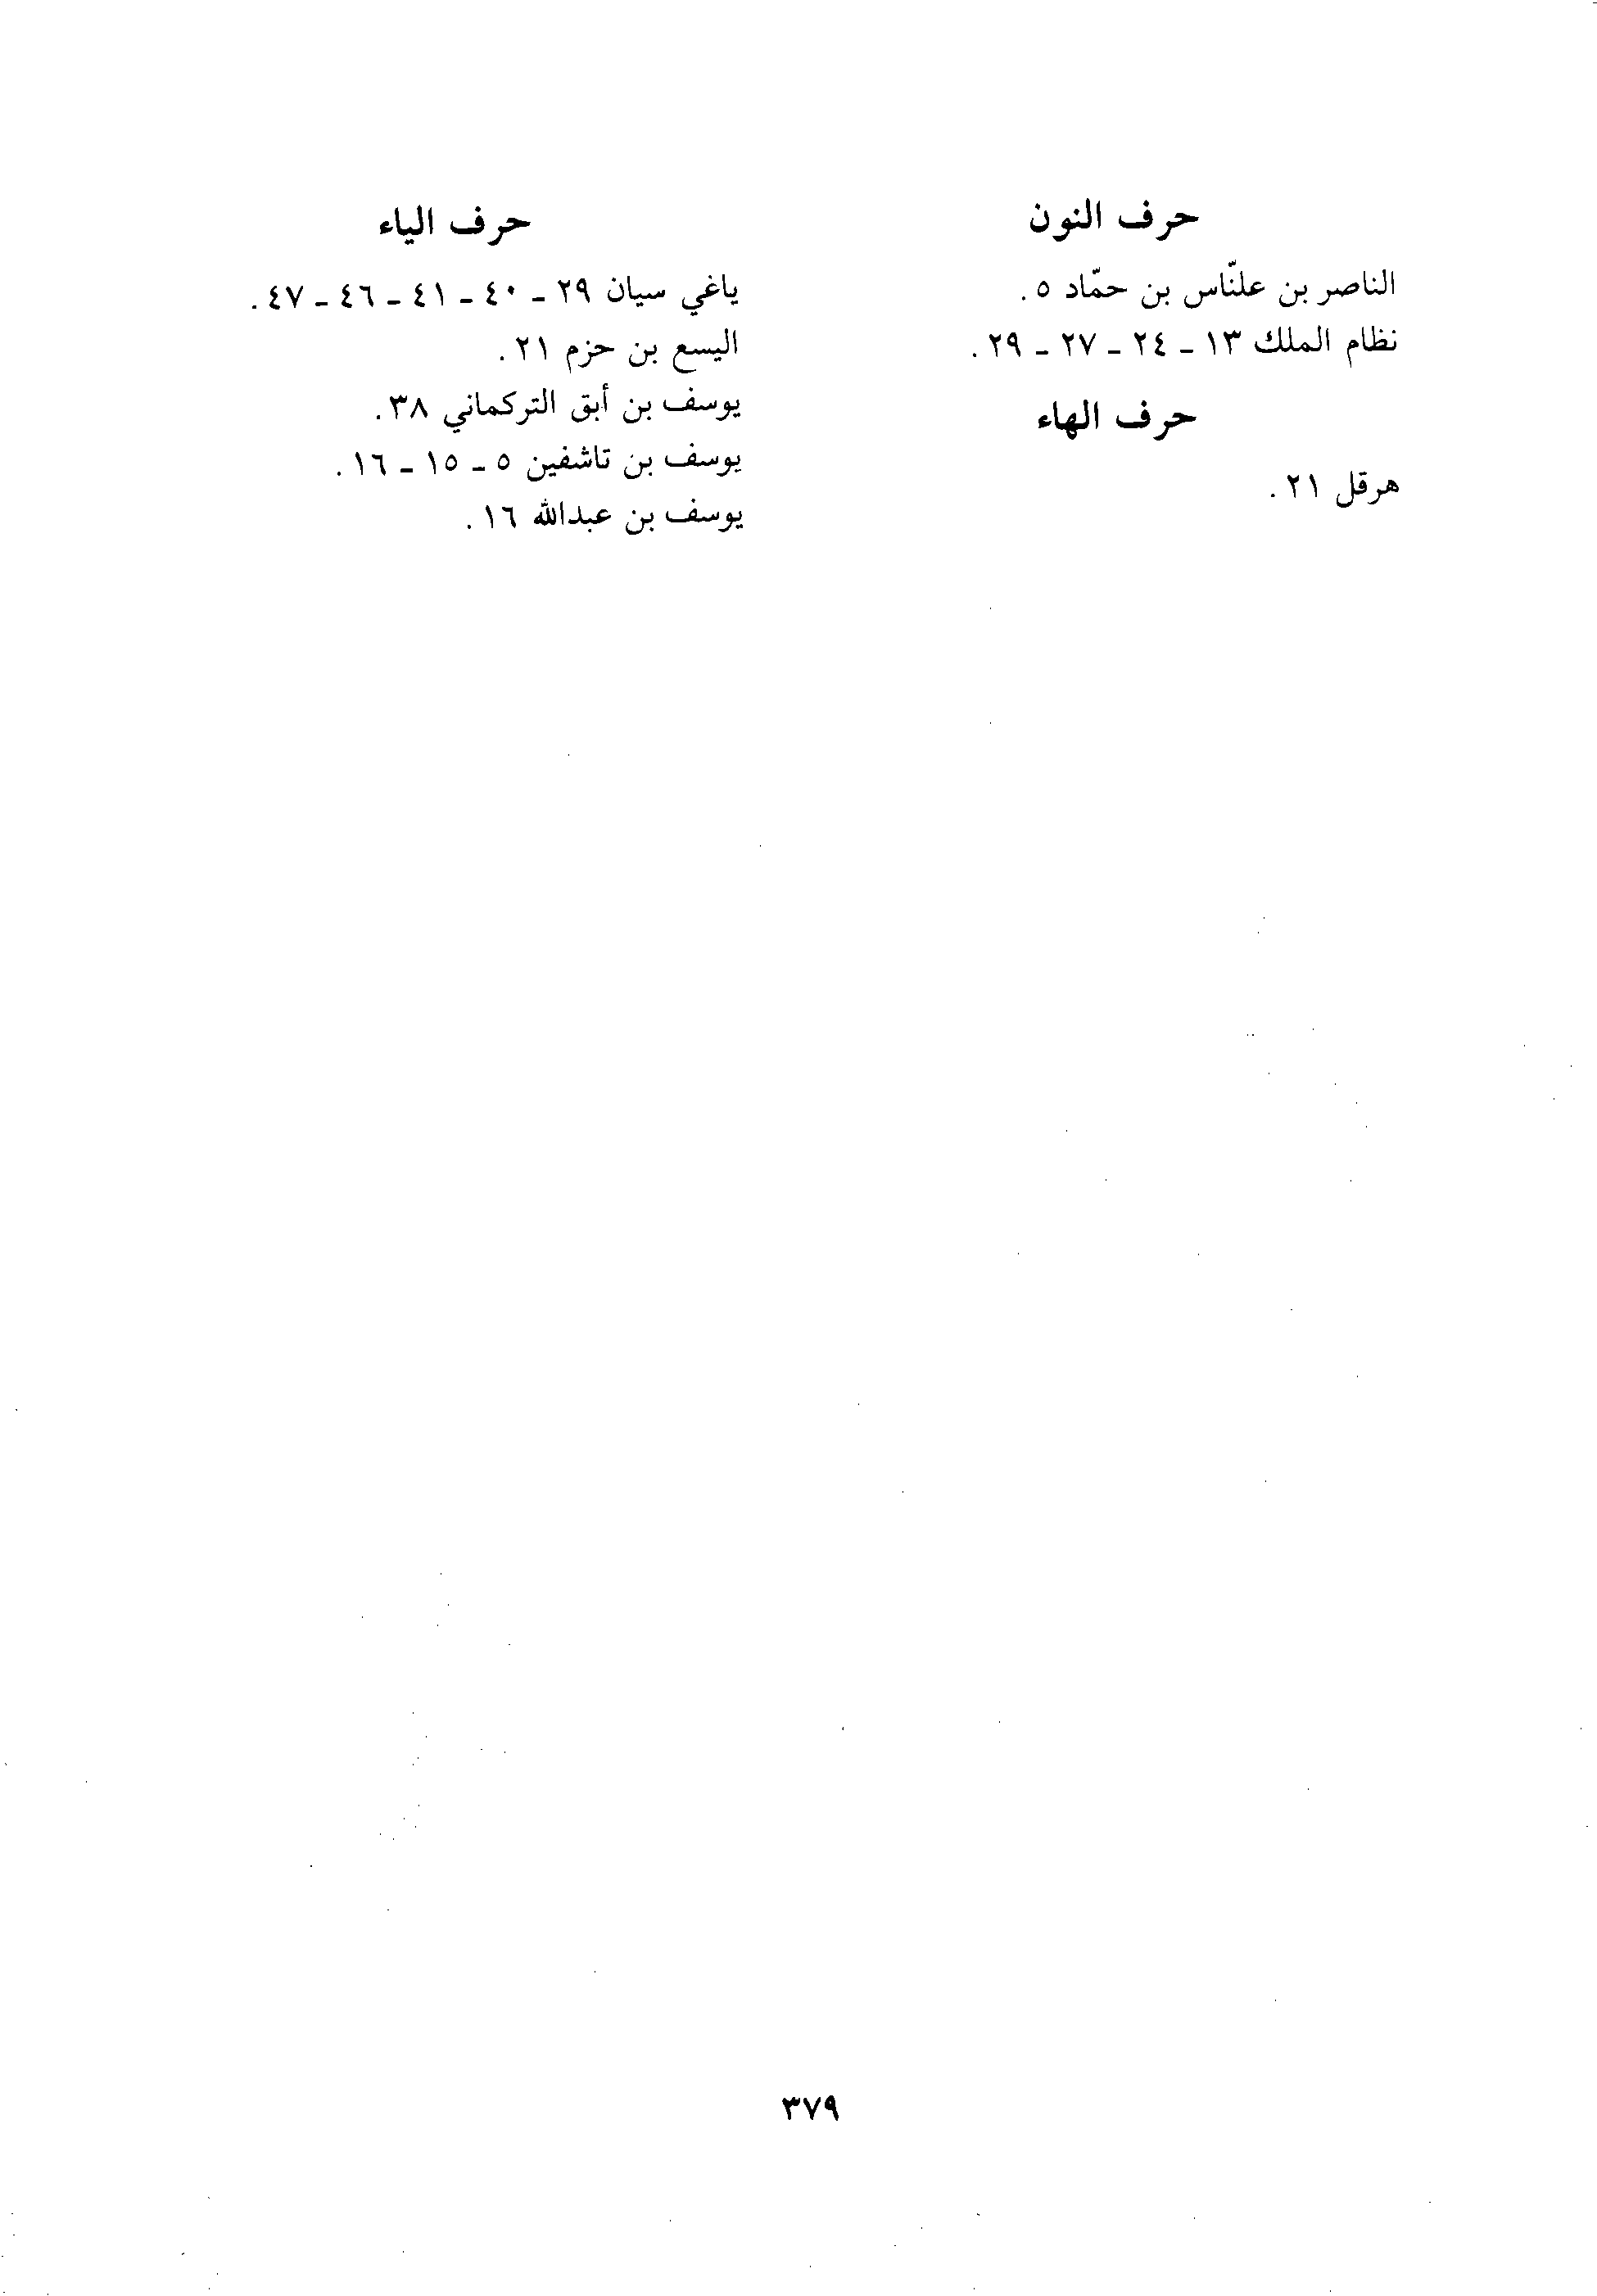 حرف النون
الناصر بن علنّاس بن حمّاد ٥.
نظام الملك ١٣ - ٢٤ - ٢٧ - ٢٩.
حرف الهاء
هرقل ٢١.
حرف الياء
ياغي سيان ٢٩ - ٤٠ - ٤١ - ٤٦ - ٤٧.
اليسع بن حزم ٢١.
يوسف بن أبق التركماني ٣٨.
يوسف بن تاشفين ٥ - ١٥ - ١٦.
يوسف بن عبدالله ١٦.
٣٧٩